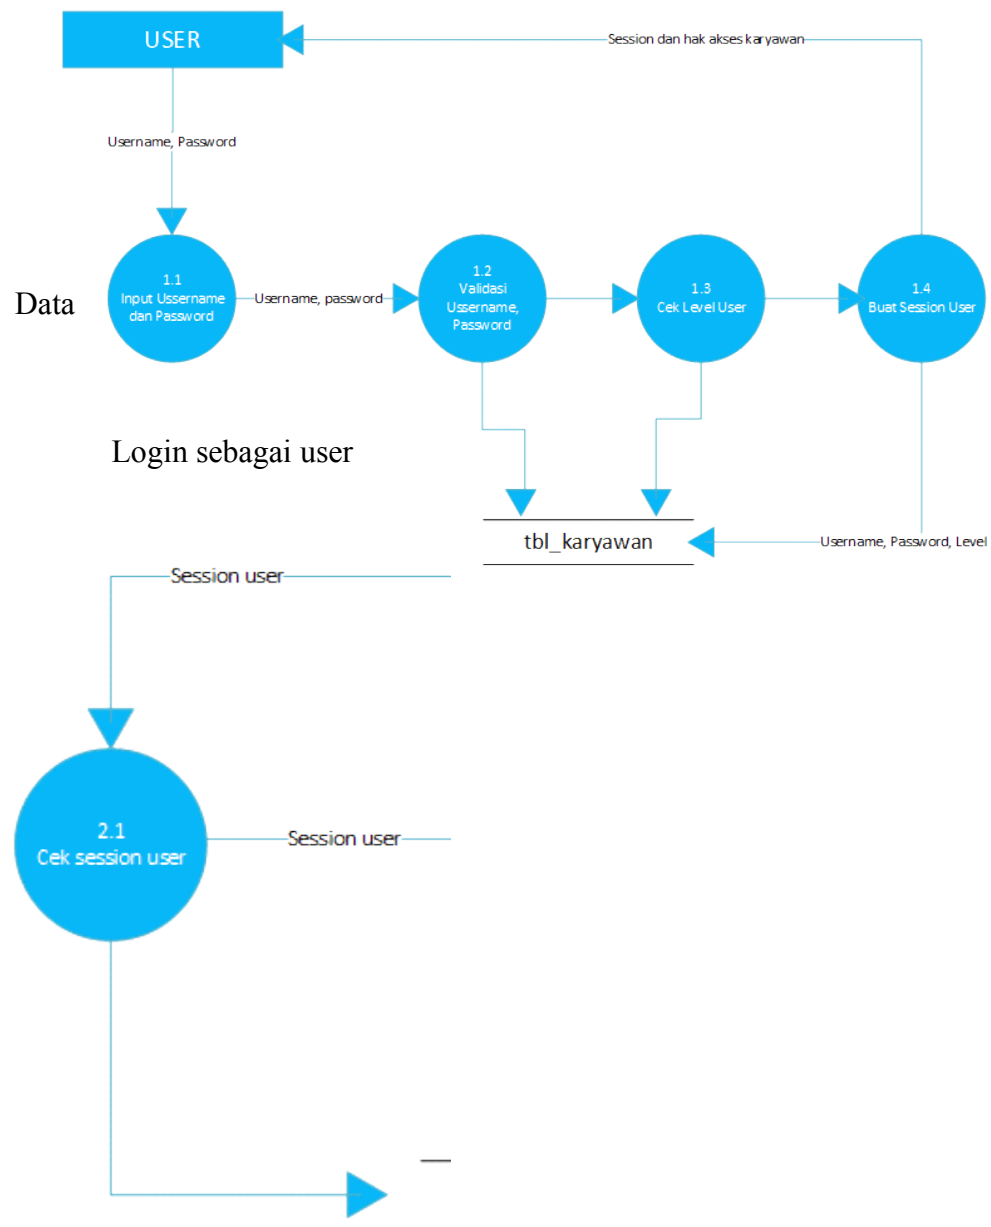 USER
Session dan hak akses karyawan
Username, Password
1.1
Input Ussername
dan Password
Username, password
1.2
Validasi
Ussername,
Password
1.3
Cek Level User
1.4
Buat Session User
Data
Login sebagai user
tbl_karyawan
Username, Password, Level
Session user
2.1
Cek session user
Session user